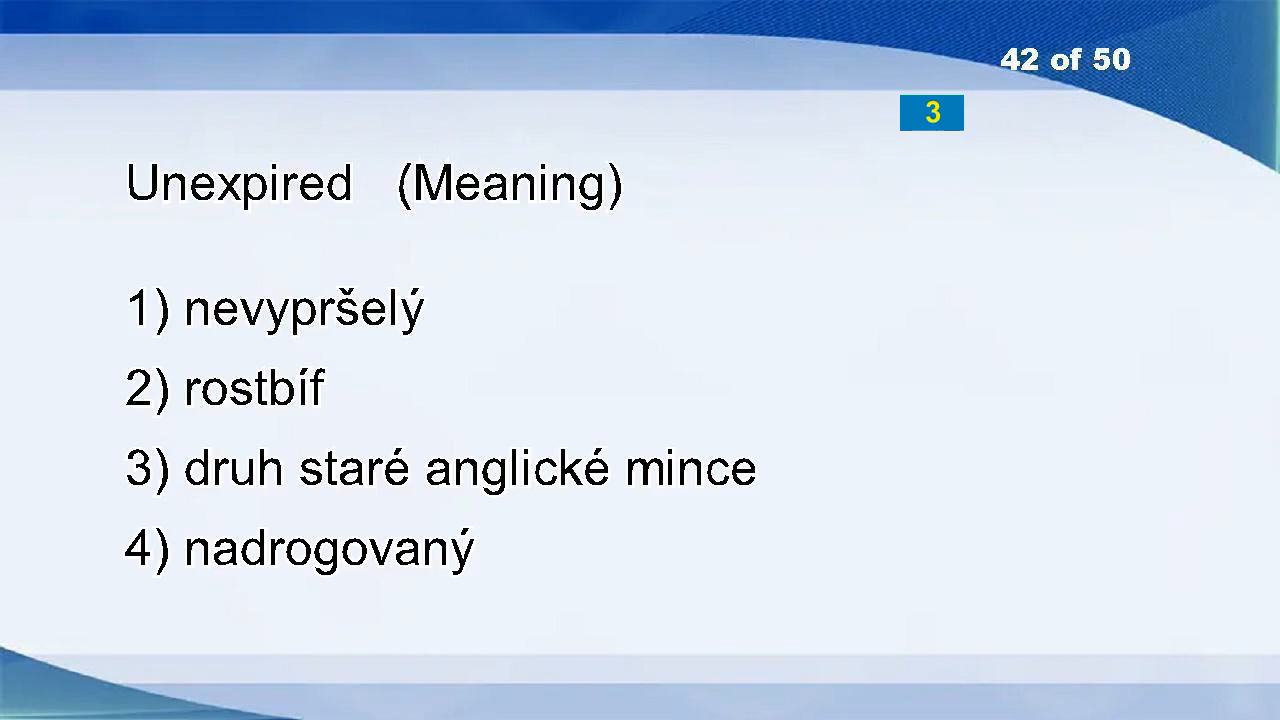 42 of 50
3
Unexpired (Meaning)
1) nevypršelý
2) rostbíf
3) druh staré anglické mince
4) nadrogovaný